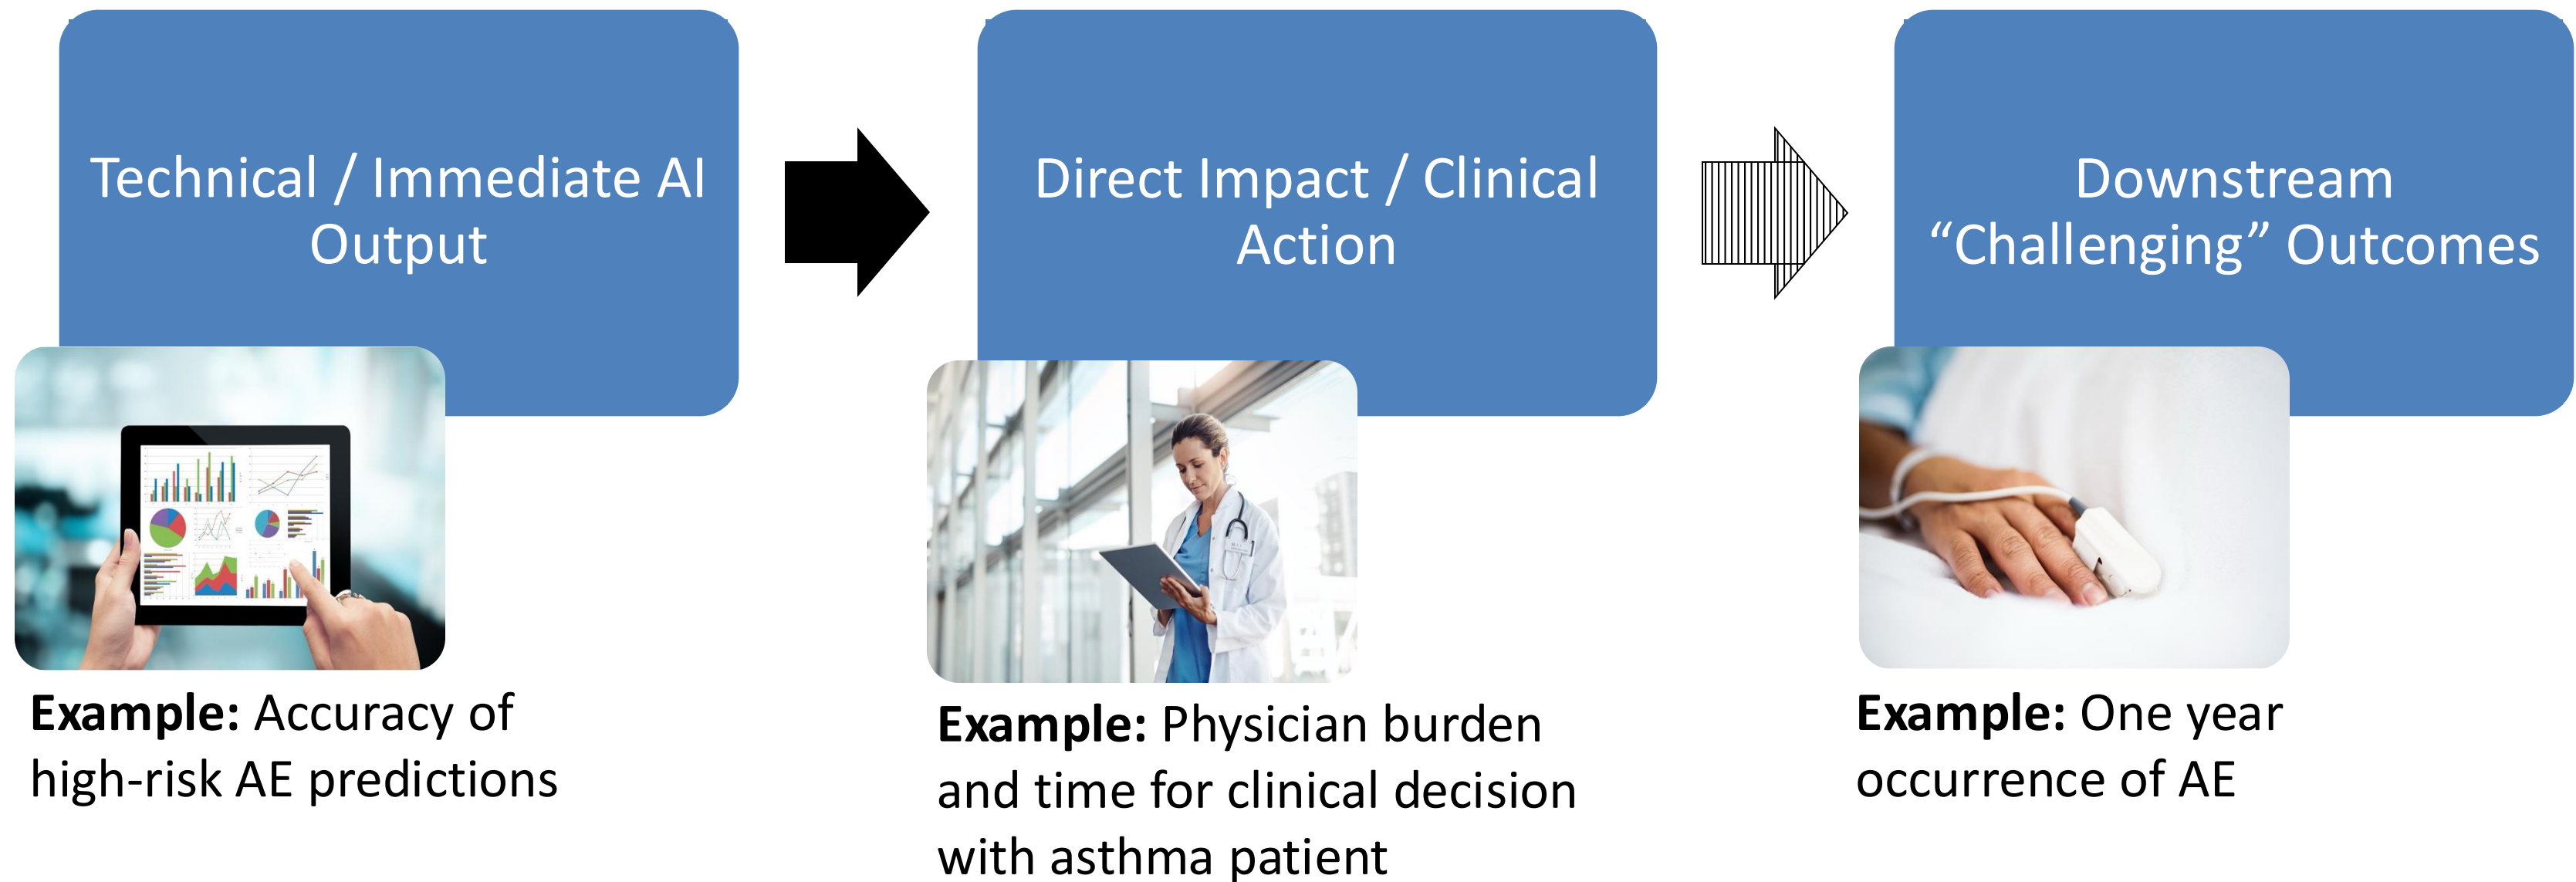 Technical / Immediate AI
Output
Direct Impact / Clinical
Action
Downstream
“Challenging” Outcomes
Example: Accuracy of
high-risk AE predictions
Example: Physician burden
and time for clinical decision
with asthma patient
Example: One year
occurrence of AE